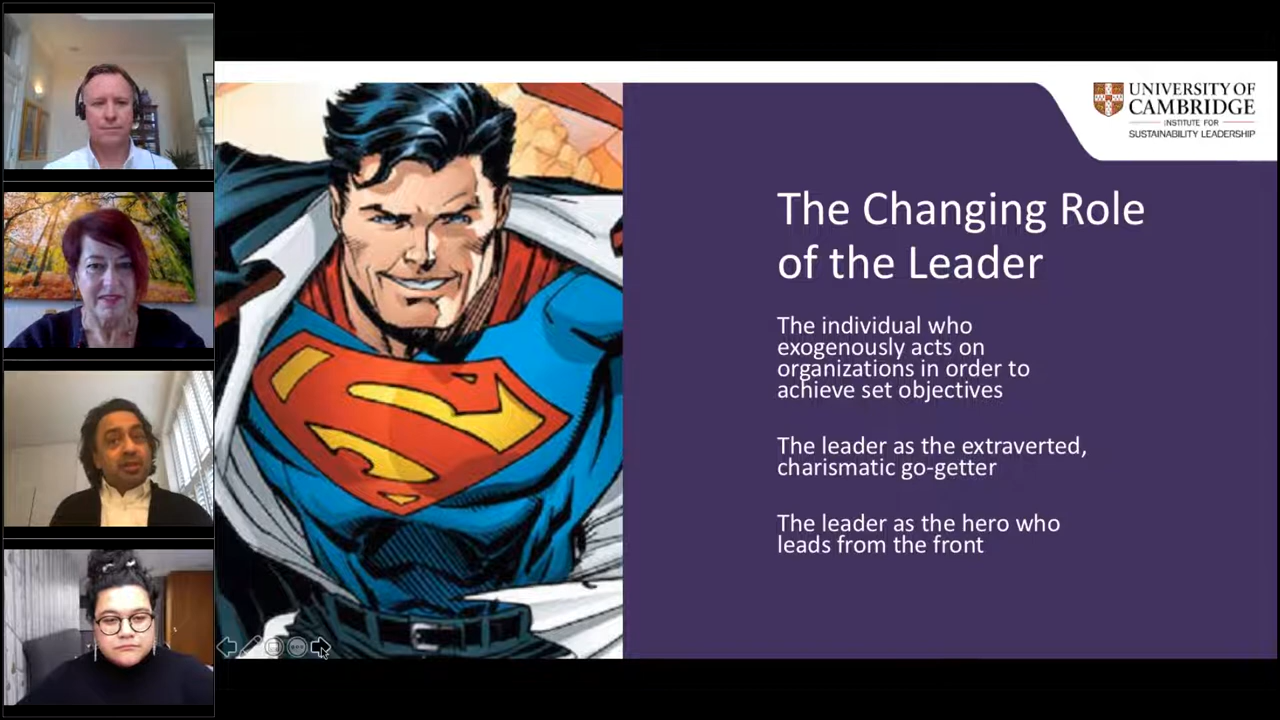 UNIVERSITY OF
CAMBRIDGE
INSTITUTE FOR
SUSTAINABILITY LEADERSHIP
The Changing Role
of the Leader
The individual who
exogenously acts on
organizations in order to
achieve set objectives
The leader as the extraverted,
charismatic go-getter
The leader as the hero who
leads from the front